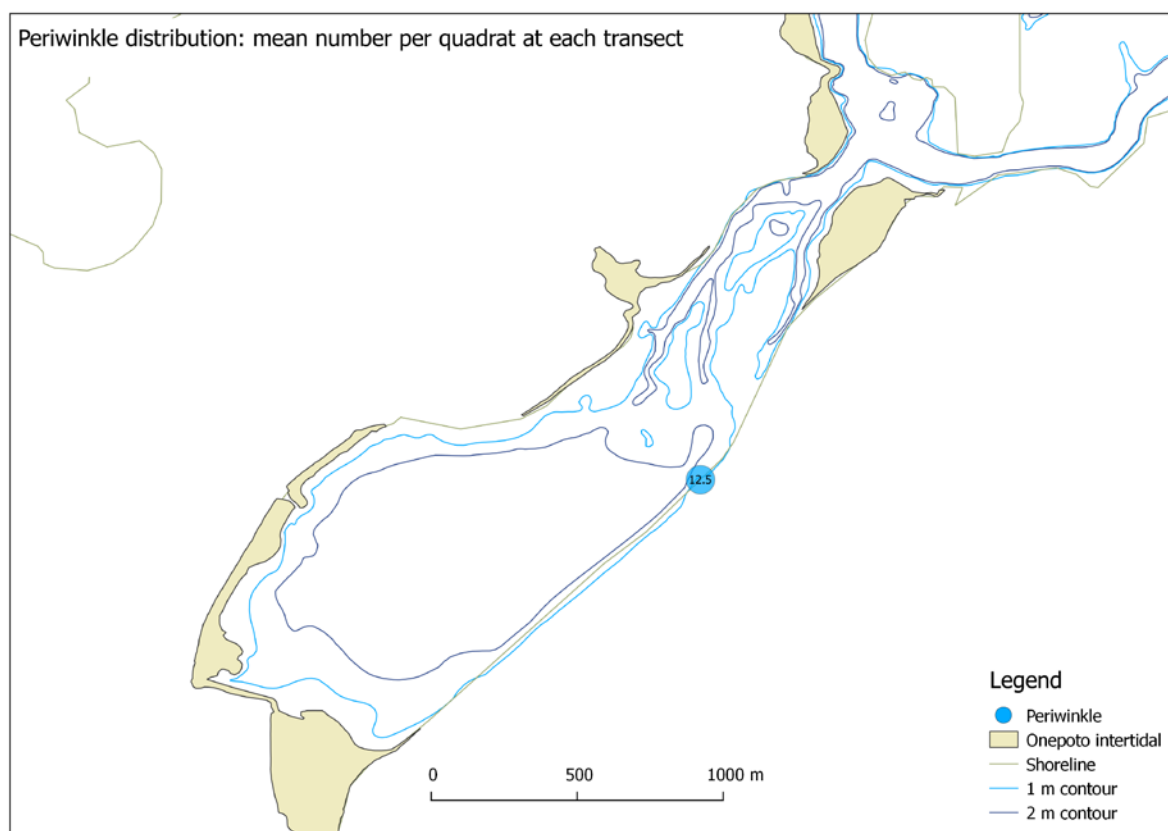 Periwinkle distribution: mean number per quadrat at each transect
12.5
Legend
Periwinkle
Onepoto intertidal
Shoreline
1 m contour
2 m contour
0 500 1000 m